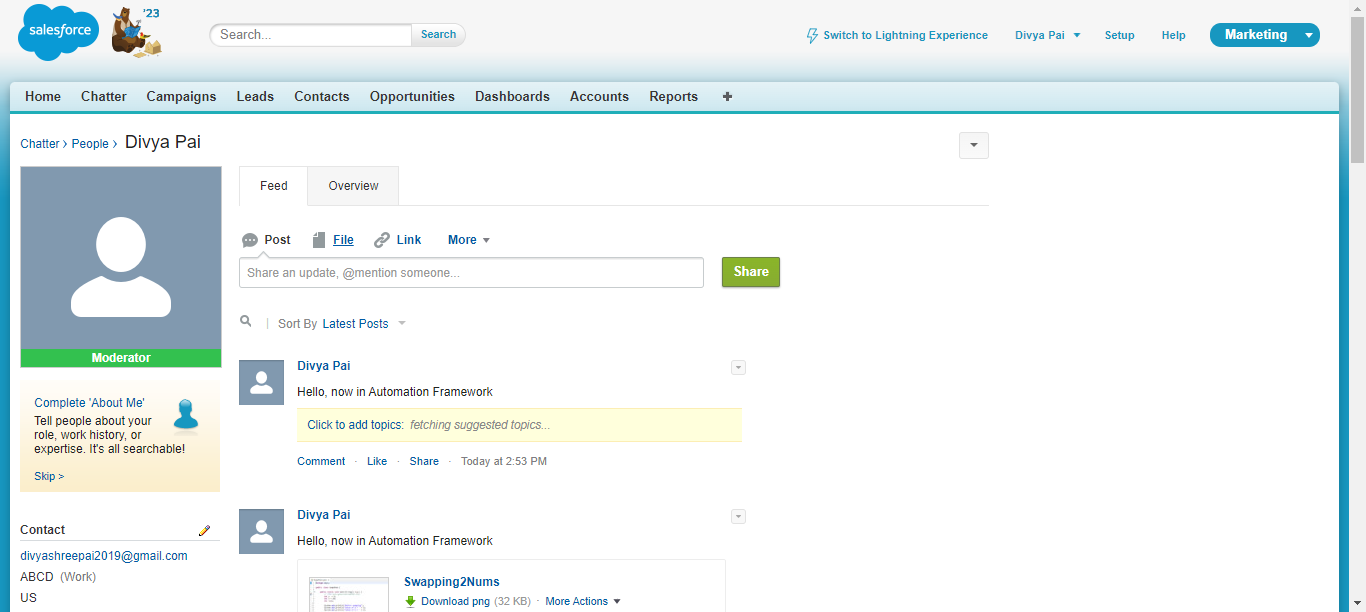 salesforce
'23
Search...
Search
Switch to Lightning Experience
Divya Pai
Setup
Help
Marketing
Home Chatter Campaigns Leads Contacts Opportunities Dashboards Accounts Reports +
Chatter › People › Divya Pai
Moderator
Complete 'About Me'
Tell people about your
role, work history, or
expertise. It's all searchable!
Skip >
Contact
divyashreepai2019@gmail.com
ABCD (Work)
US
Feed
Overview
Post File Link More
Share an update, @mention someone...
Share
Sort By Latest Posts
Divya Pai
Hello, now in Automation Framework
Click to add topics: fetching suggested topics...
Comment · Like · Share · Today at 2:53 PM
Divya Pai
Hello, now in Automation Framework
Swapping2Nums
Download png (32 KB) · More Actions